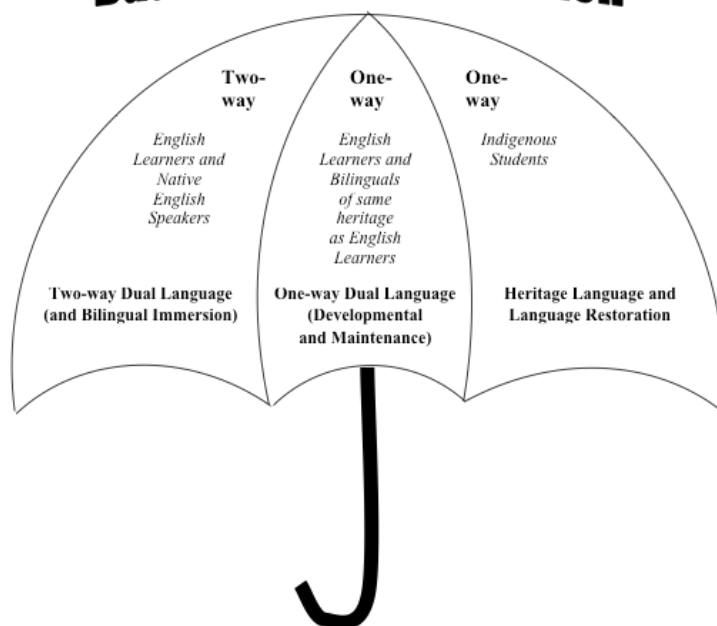 Two-
way
English
Learners and
Native
English
Speakers
Two-way Dual Language
(and Bilingual Immersion)
One-
way
English
Learners and
Bilinguals
of same
heritage
as English
Learners
One-way Dual Language
(Developmental
and Maintenance)
One-
way
Indigenous
Students
Heritage Language and
Language Restoration